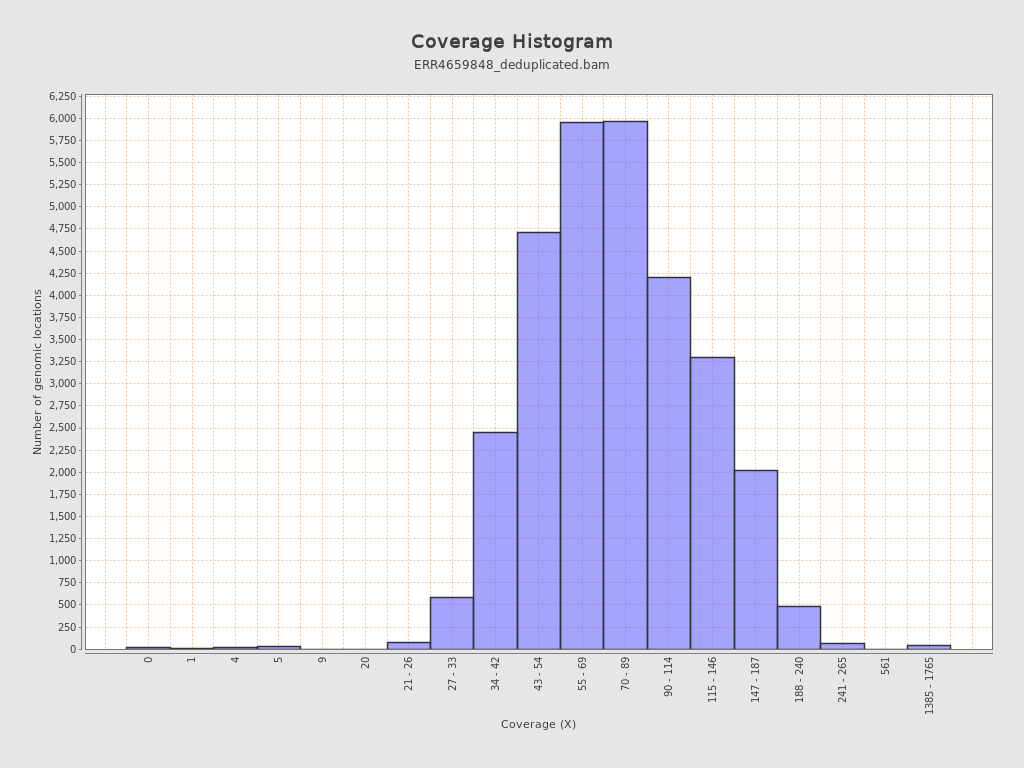 Coverage Histogram
ERR4659848_deduplicated.bam
6,250
6,000
5,750
5,500
5,250
5,000
4,750
4,500
4,250
4,000
3,750
3,500
3,250
3,000
2,750
2,500
2,250
2,000
1,750
1,500
1,250
1,000
750
500
250
0
Number of genomic locations
0
1
4
5
9
20
21 - 26
27 - 33
34 - 42
43 - 54
55 - 69
70 - 89
90 - 114
115 - 146
147 - 187
188 - 240
241 - 265
561
1385 - 1765
Coverage (X)